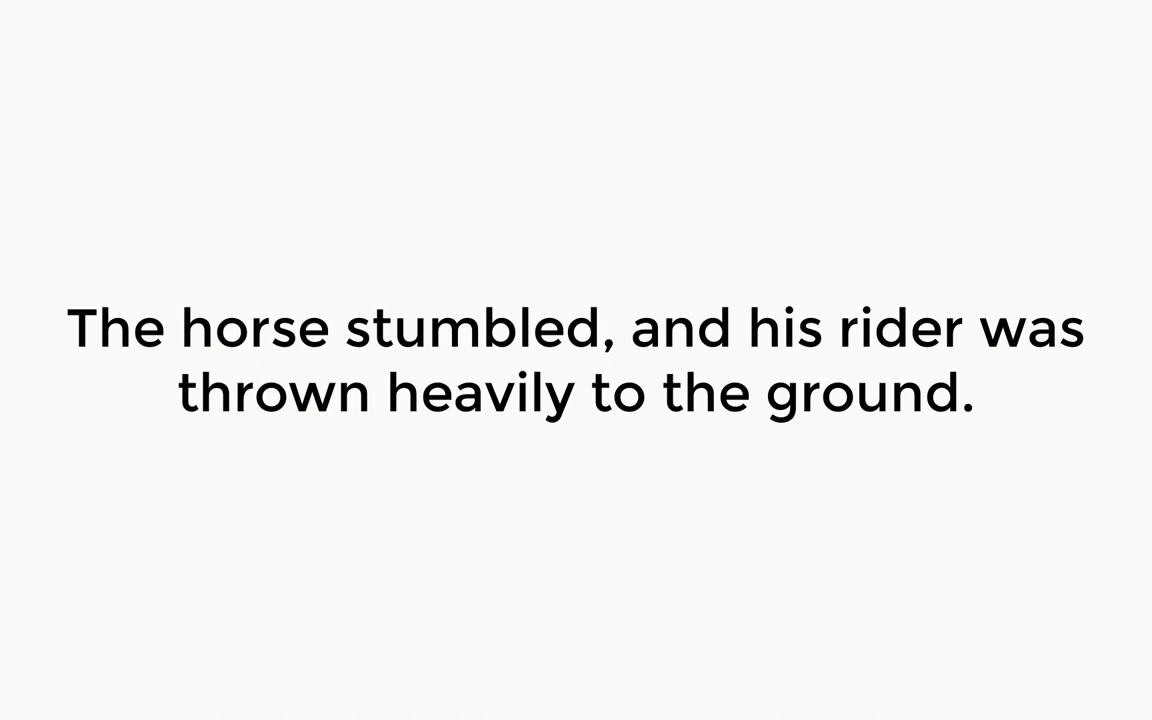 The horse stumbled, and his rider was
thrown heavily to the ground.